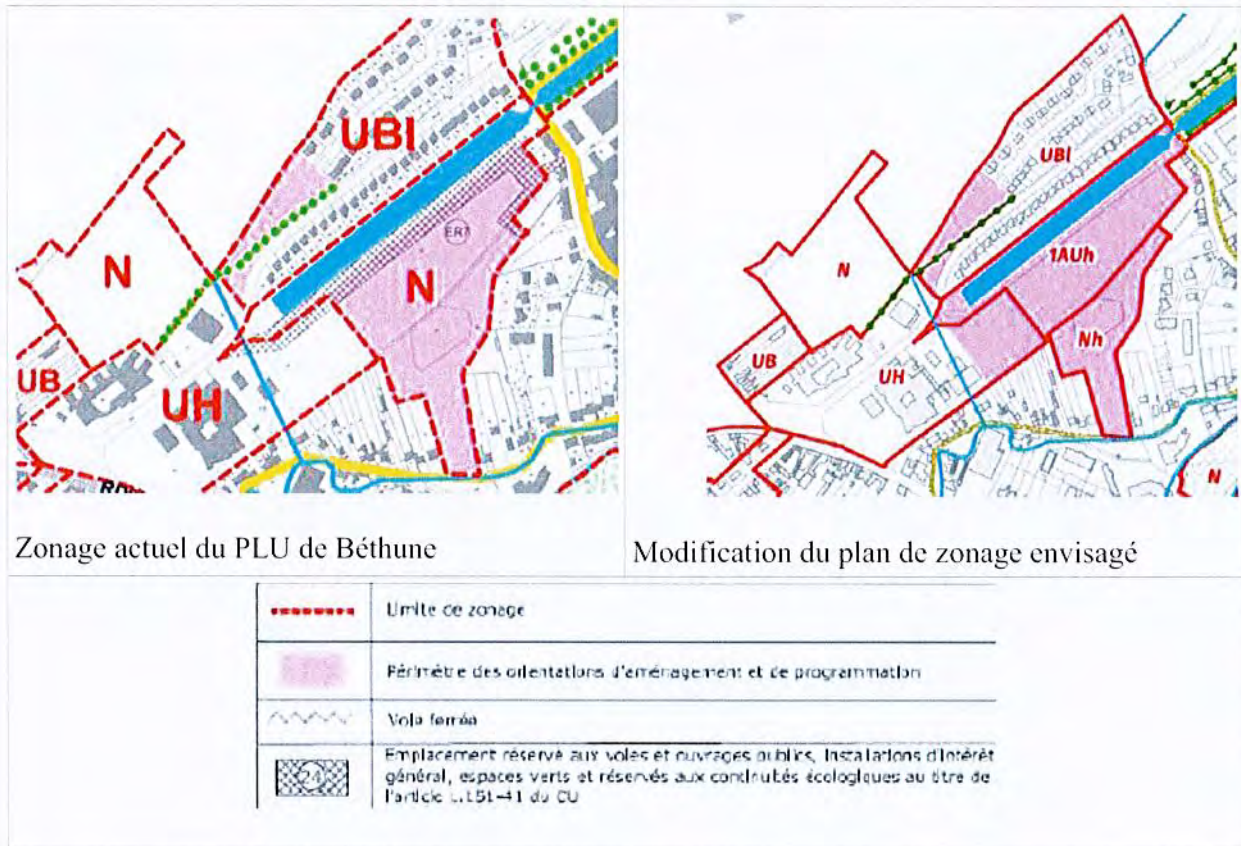 UBI
N
ER7
N
UB
UH
UBI
N
1AUh
Nh
UB
UH
N
Zonage actuel du PLU de Béthune
Modification du plan de zonage envisagé
Limite de zonage
Périmètre des orientations d'aménagement et de programmation
Voie ferrée
24
Emplacement réservé aux voies et ouvrages publics, installations d'intérêt
général, espaces verts et réservés aux continuités écologiques au titre de
l'article L.151-41 du CU